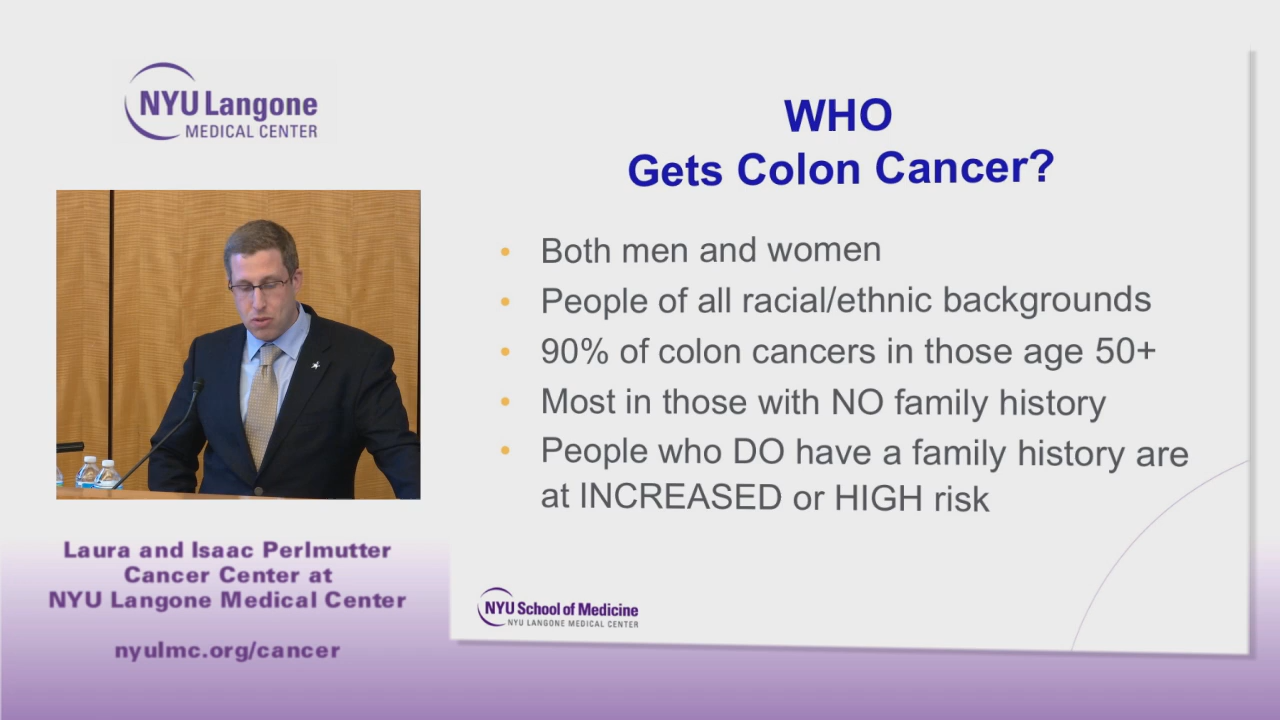 NYU Langone
MEDICAL CENTER
WHO
Gets Colon Cancer?
• Both men and women
• People of all racial/ethnic backgrounds
• 90% of colon cancers in those age 50+
• Most in those with NO family history
• People who DO have a family history are
at INCREASED or HIGH risk
Laura and Isaac Perlmutter
Cancer Center at
NYU Langone Medical Center
nyulmc.org/cancer
NYU School of Medicine
NYU LANGONE MEDICAL CENTER